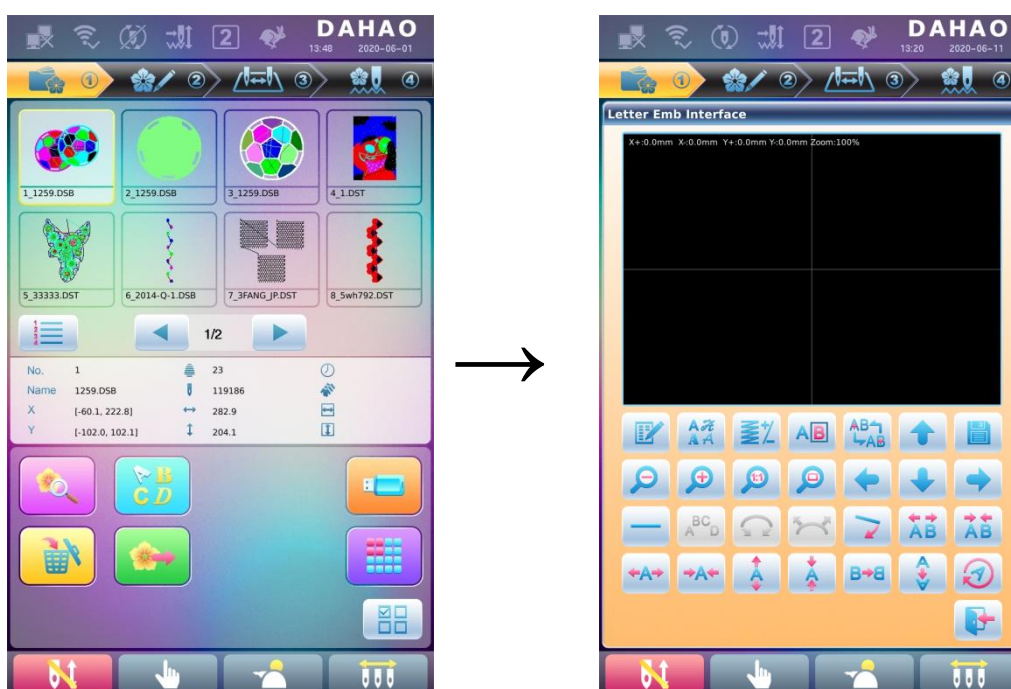 DAHAO
2
13:48 2020-06-01
① ② ③ ④
1_1259.DSB 2_1259.DSB 3_1259.DSB 4_1.DST
5_33333.DST 6_2014-Q-1.DSB 7_3FANG_JP.DST 8_5wh792.DST
1/2
No. 1 23
Name 1259.DSB 119186
X [-60.1, 222.8] 282.9
Y [-102.0, 102.1] 204.1
A B
C D
DAHAO
2
13:20 2020-06-11
① ② ③ ④
Letter Emb Interface
X+:0.0mm X-:0.0mm Y+:0.0mm Y-:0.0mm Zoom:100%